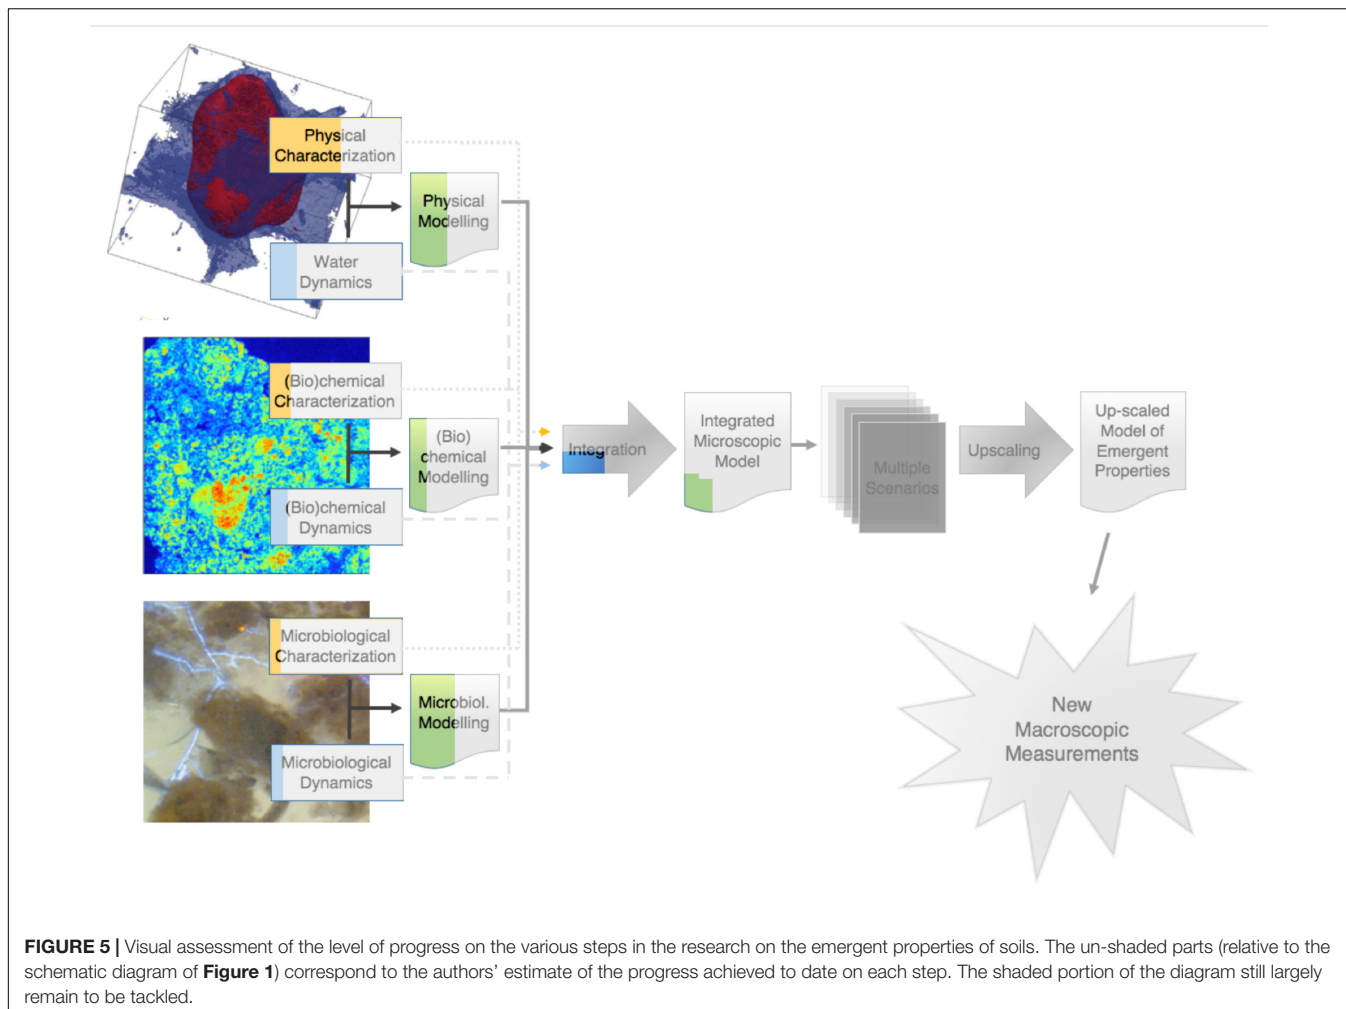 Physical
Characterization
Physical
Modelling
Water
Dynamics
(Bio)chemical
Characterization
(Bio)
chemical
Modelling
(Bio)chemical
Dynamics
Microbiological
Characterization
Microbiol.
Modelling
Microbiological
Dynamics
Integration
Integrated
Microscopic
Model
Multiple
Scenarios
Upscaling
Up-scaled
Model of
Emergent
Properties
New
Macroscopic
Measurements
FIGURE 5 | Visual assessment of the level of progress on the various steps in the research on the emergent properties of soils. The un-shaded parts (relative to the
schematic diagram of Figure 1) correspond to the authors’ estimate of the progress achieved to date on each step. The shaded portion of the diagram still largely
remain to be tackled.